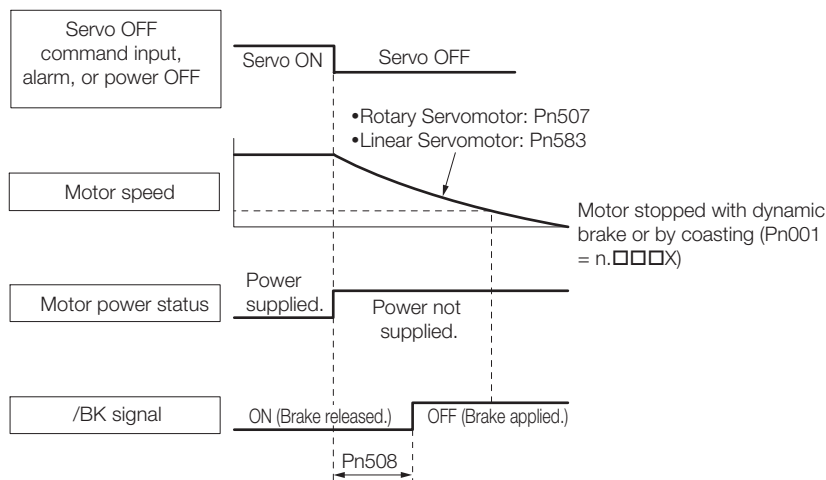 Servo OFF
command input,
alarm, or power OFF
Servo ON
Servo OFF
•Rotary Servomotor: Pn507
•Linear Servomotor: Pn583
Motor speed
Motor stopped with dynamic
brake or by coasting (Pn001
= n.□□□X)
Motor power status
Power
supplied.
Power not
supplied.
/BK signal
ON (Brake released.)
OFF (Brake applied.)
Pn508